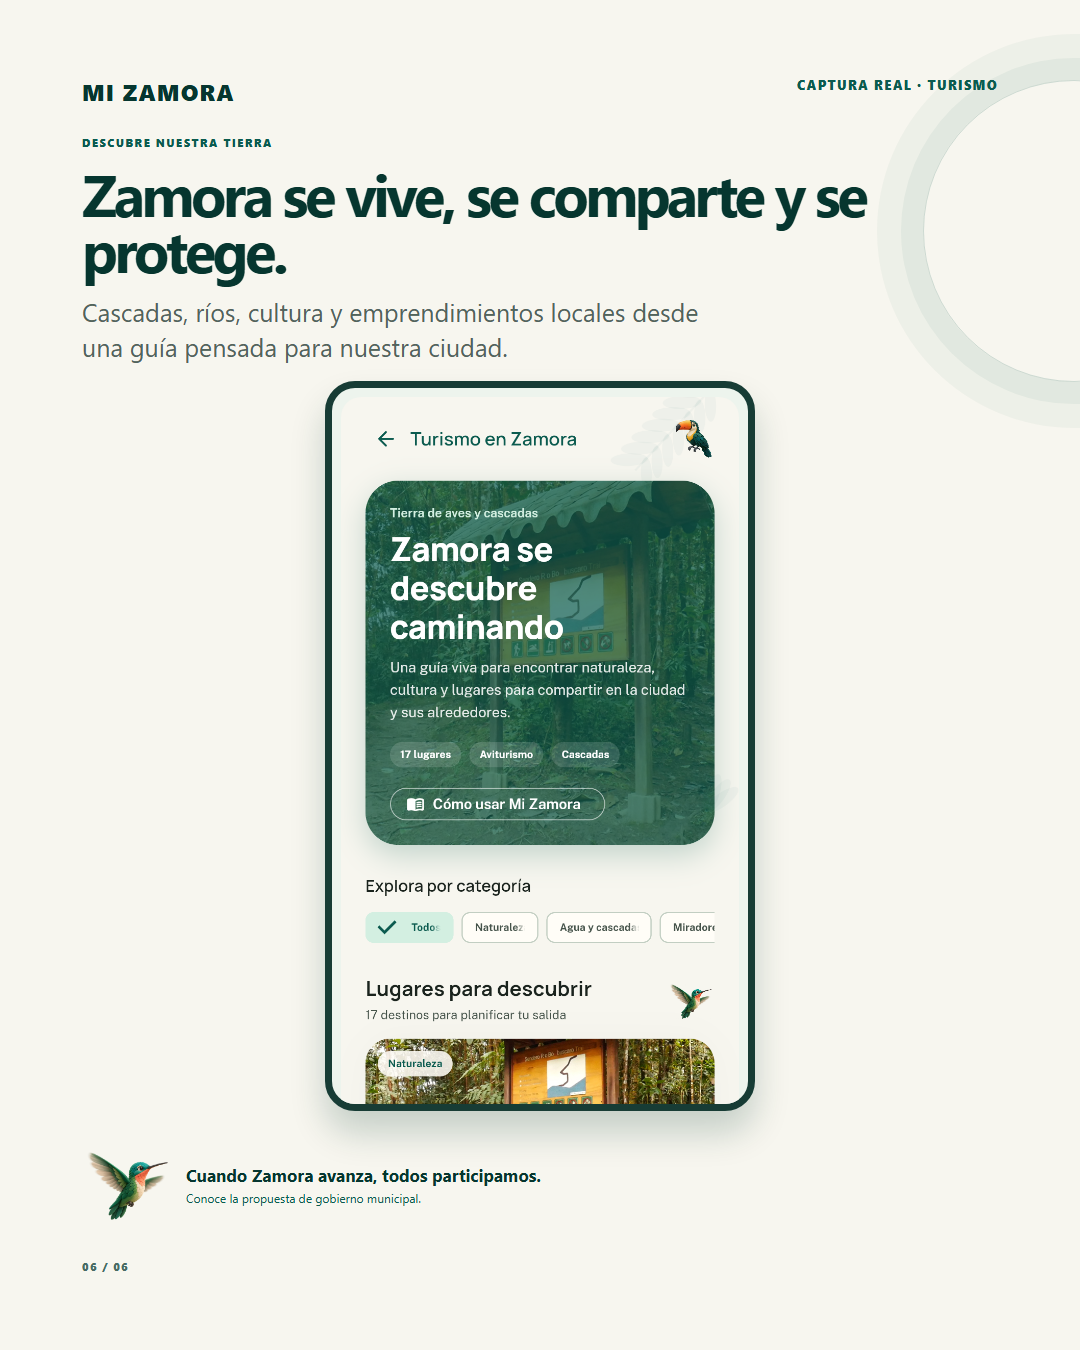 MI ZAMORA
CAPTURA REAL · TURISMO
DESCUBRE NUESTRA TIERRA
Zamora se vive, se comparte y se
protege.
Cascadas, ríos, cultura y emprendimientos locales desde
una guía pensada para nuestra ciudad.
Turismo en Zamora
Tierra de aves y cascadas
Zamora se
descubre
caminando
Una guía viva para encontrar naturaleza,
cultura y lugares para compartir en la ciudad
y sus alrededores.
17 lugares
Aviturismo
Cascadas
Cómo usar Mi Zamora
Explora por categoría
Todos
Naturalez
Agua y cascada
Miradore
Lugares para descubrir
17 destinos para planificar tu salida
Naturaleza
Cuando Zamora avanza, todos participamos.
Conoce la propuesta de gobierno municipal.
06 / 06